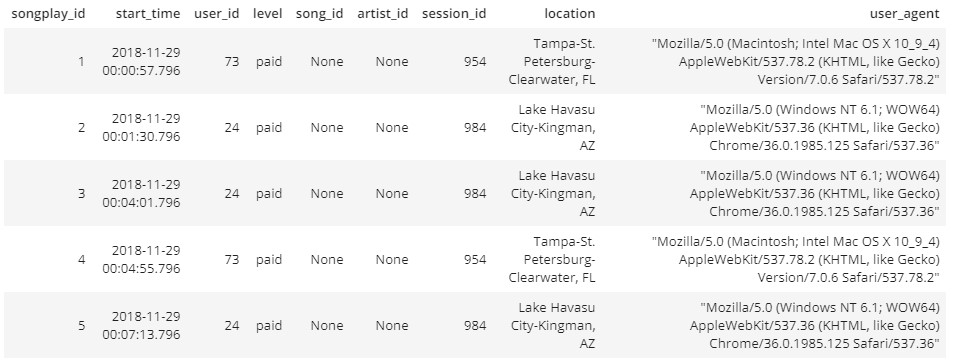 songplay_id start_time user_id level song_id artist_id session_id location user_agent
1 2018-11-29 00:00:57.796 73 paid None None 954 Tampa-St. Petersburg-Clearwater, FL "Mozilla/5.0 (Macintosh; Intel Mac OS X 10_9_4) AppleWebKit/537.78.2 (KHTML, like Gecko) Version/7.0.6 Safari/537.78.2"
2 2018-11-29 00:01:30.796 24 paid None None 984 Lake Havasu City-Kingman, AZ "Mozilla/5.0 (Windows NT 6.1; WOW64) AppleWebKit/537.36 (KHTML, like Gecko) Chrome/36.0.1985.125 Safari/537.36"
3 2018-11-29 00:04:01.796 24 paid None None 984 Lake Havasu City-Kingman, AZ "Mozilla/5.0 (Windows NT 6.1; WOW64) AppleWebKit/537.36 (KHTML, like Gecko) Chrome/36.0.1985.125 Safari/537.36"
4 2018-11-29 00:04:55.796 73 paid None None 954 Tampa-St. Petersburg-Clearwater, FL "Mozilla/5.0 (Macintosh; Intel Mac OS X 10_9_4) AppleWebKit/537.78.2 (KHTML, like Gecko) Version/7.0.6 Safari/537.78.2"
5 2018-11-29 00:07:13.796 24 paid None None 984 Lake Havasu City-Kingman, AZ "Mozilla/5.0 (Windows NT 6.1; WOW64) AppleWebKit/537.36 (KHTML, like Gecko) Chrome/36.0.1985.125 Safari/537.36"